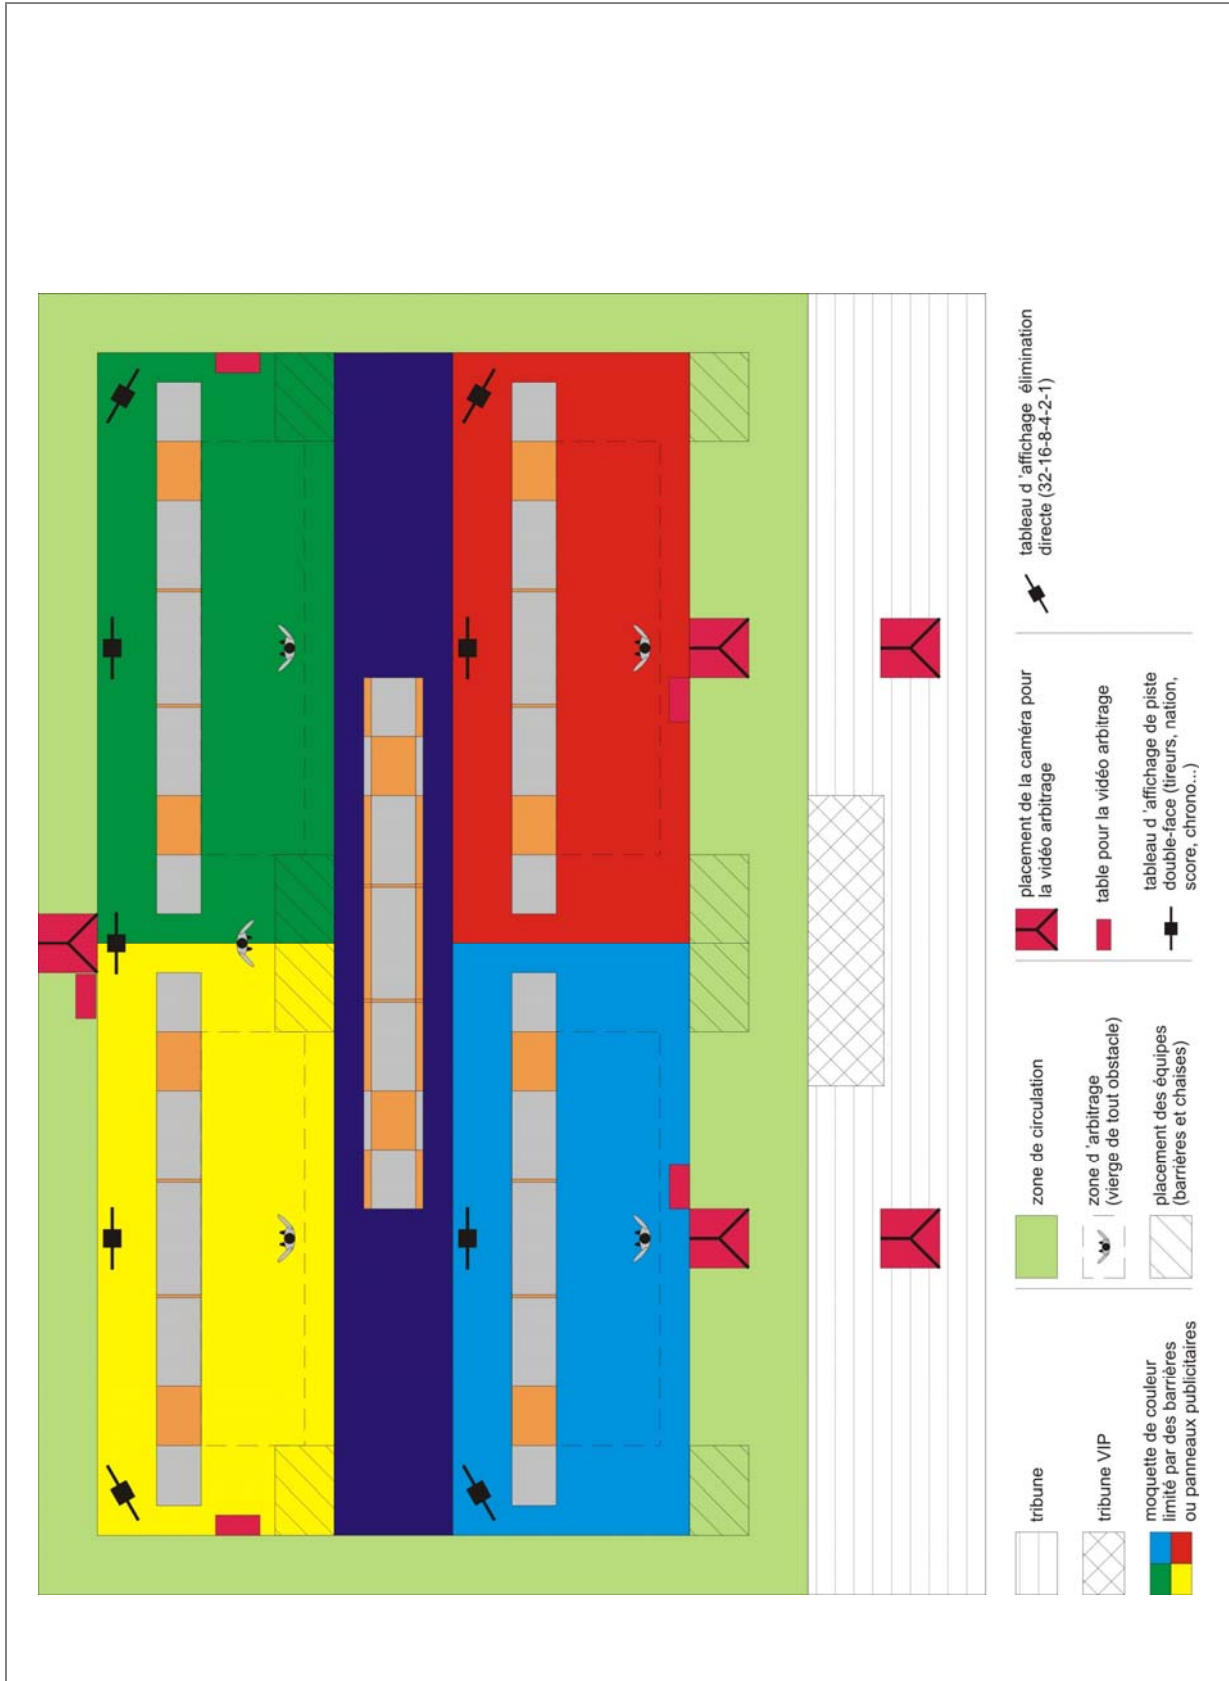 tribune
tribune VIP
moquette de couleur
limité par des barrières
ou panneaux publicitaires
zone de circulation
zone d 'arbitrage
(vierge de tout obstacle)
placement des équipes
(barrières et chaises)
placement de la caméra pour
la vidéo arbitrage
table pour la vidéo arbitrage
tableau d 'affichage de piste
double-face (tireurs, nation,
score, chrono...)
tableau d 'affichage élimination
directe (32-16-8-4-2-1)